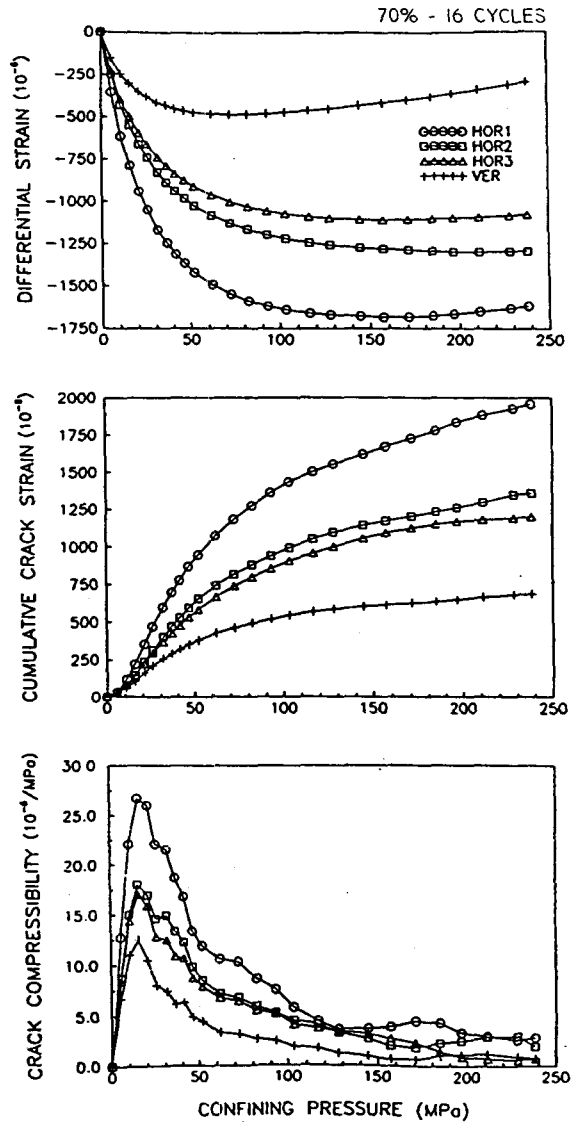 70% - 16 CYCLES
DIFFERENTIAL STRAIN (10⁻⁶)
0
-250
-500
-750
-1000
-1250
-1500
-1750
HOR1
HOR2
HOR3
VER
0 50 100 150 200 250
CUMULATIVE CRACK STRAIN (10⁻⁶)
2000
1750
1500
1250
1000
750
500
250
0
0 50 100 150 200 250
CRACK COMPRESSIBILITY (10⁻⁶/MPa)
30.0
25.0
20.0
15.0
10.0
5.0
0.0
0 50 100 150 200 250
CONFINING PRESSURE (MPa)